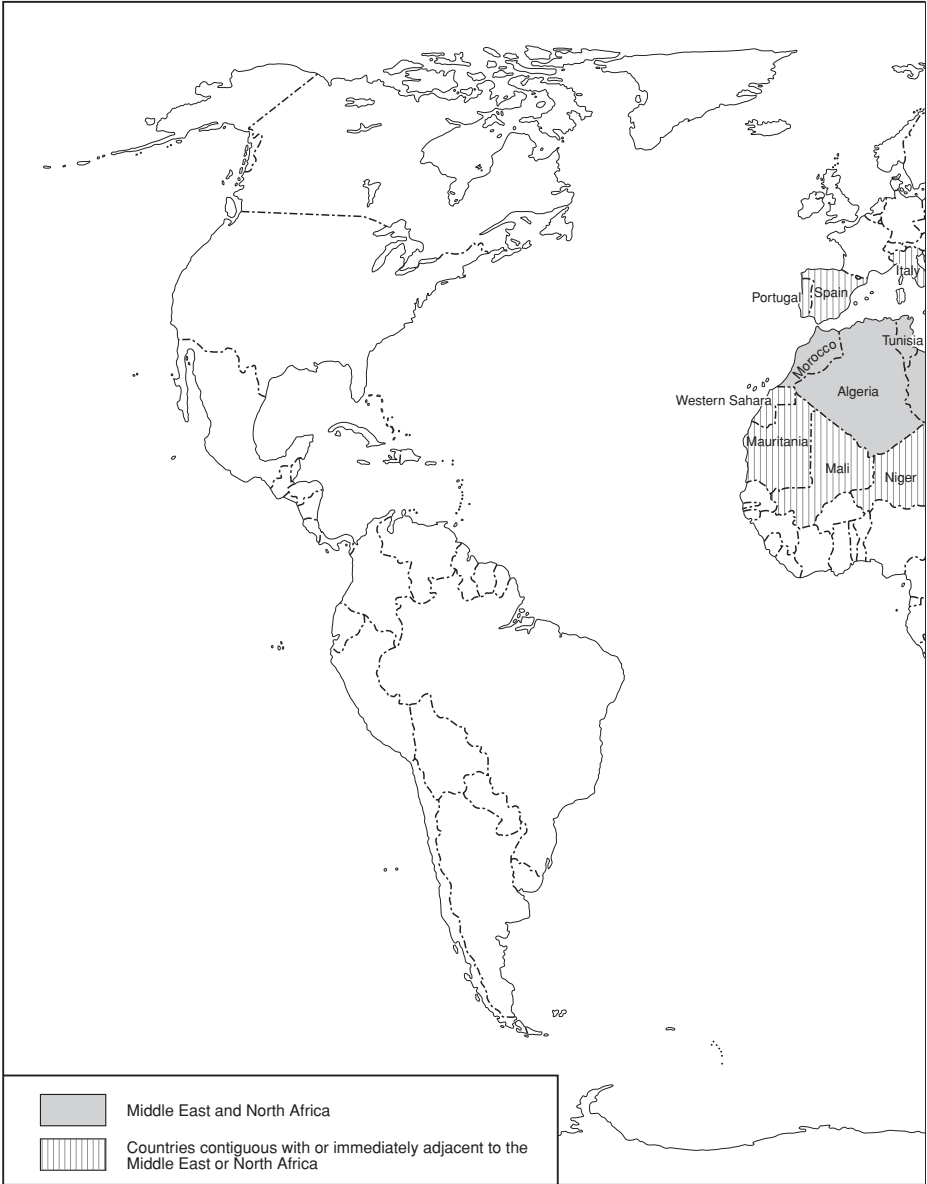 Italy
Portugal
Spain
Tunisia
Morocco
Algeria
Western Sahara
Mauritania
Mali
Niger
Middle East and North Africa
Countries contiguous with or immediately adjacent to the
Middle East or North Africa